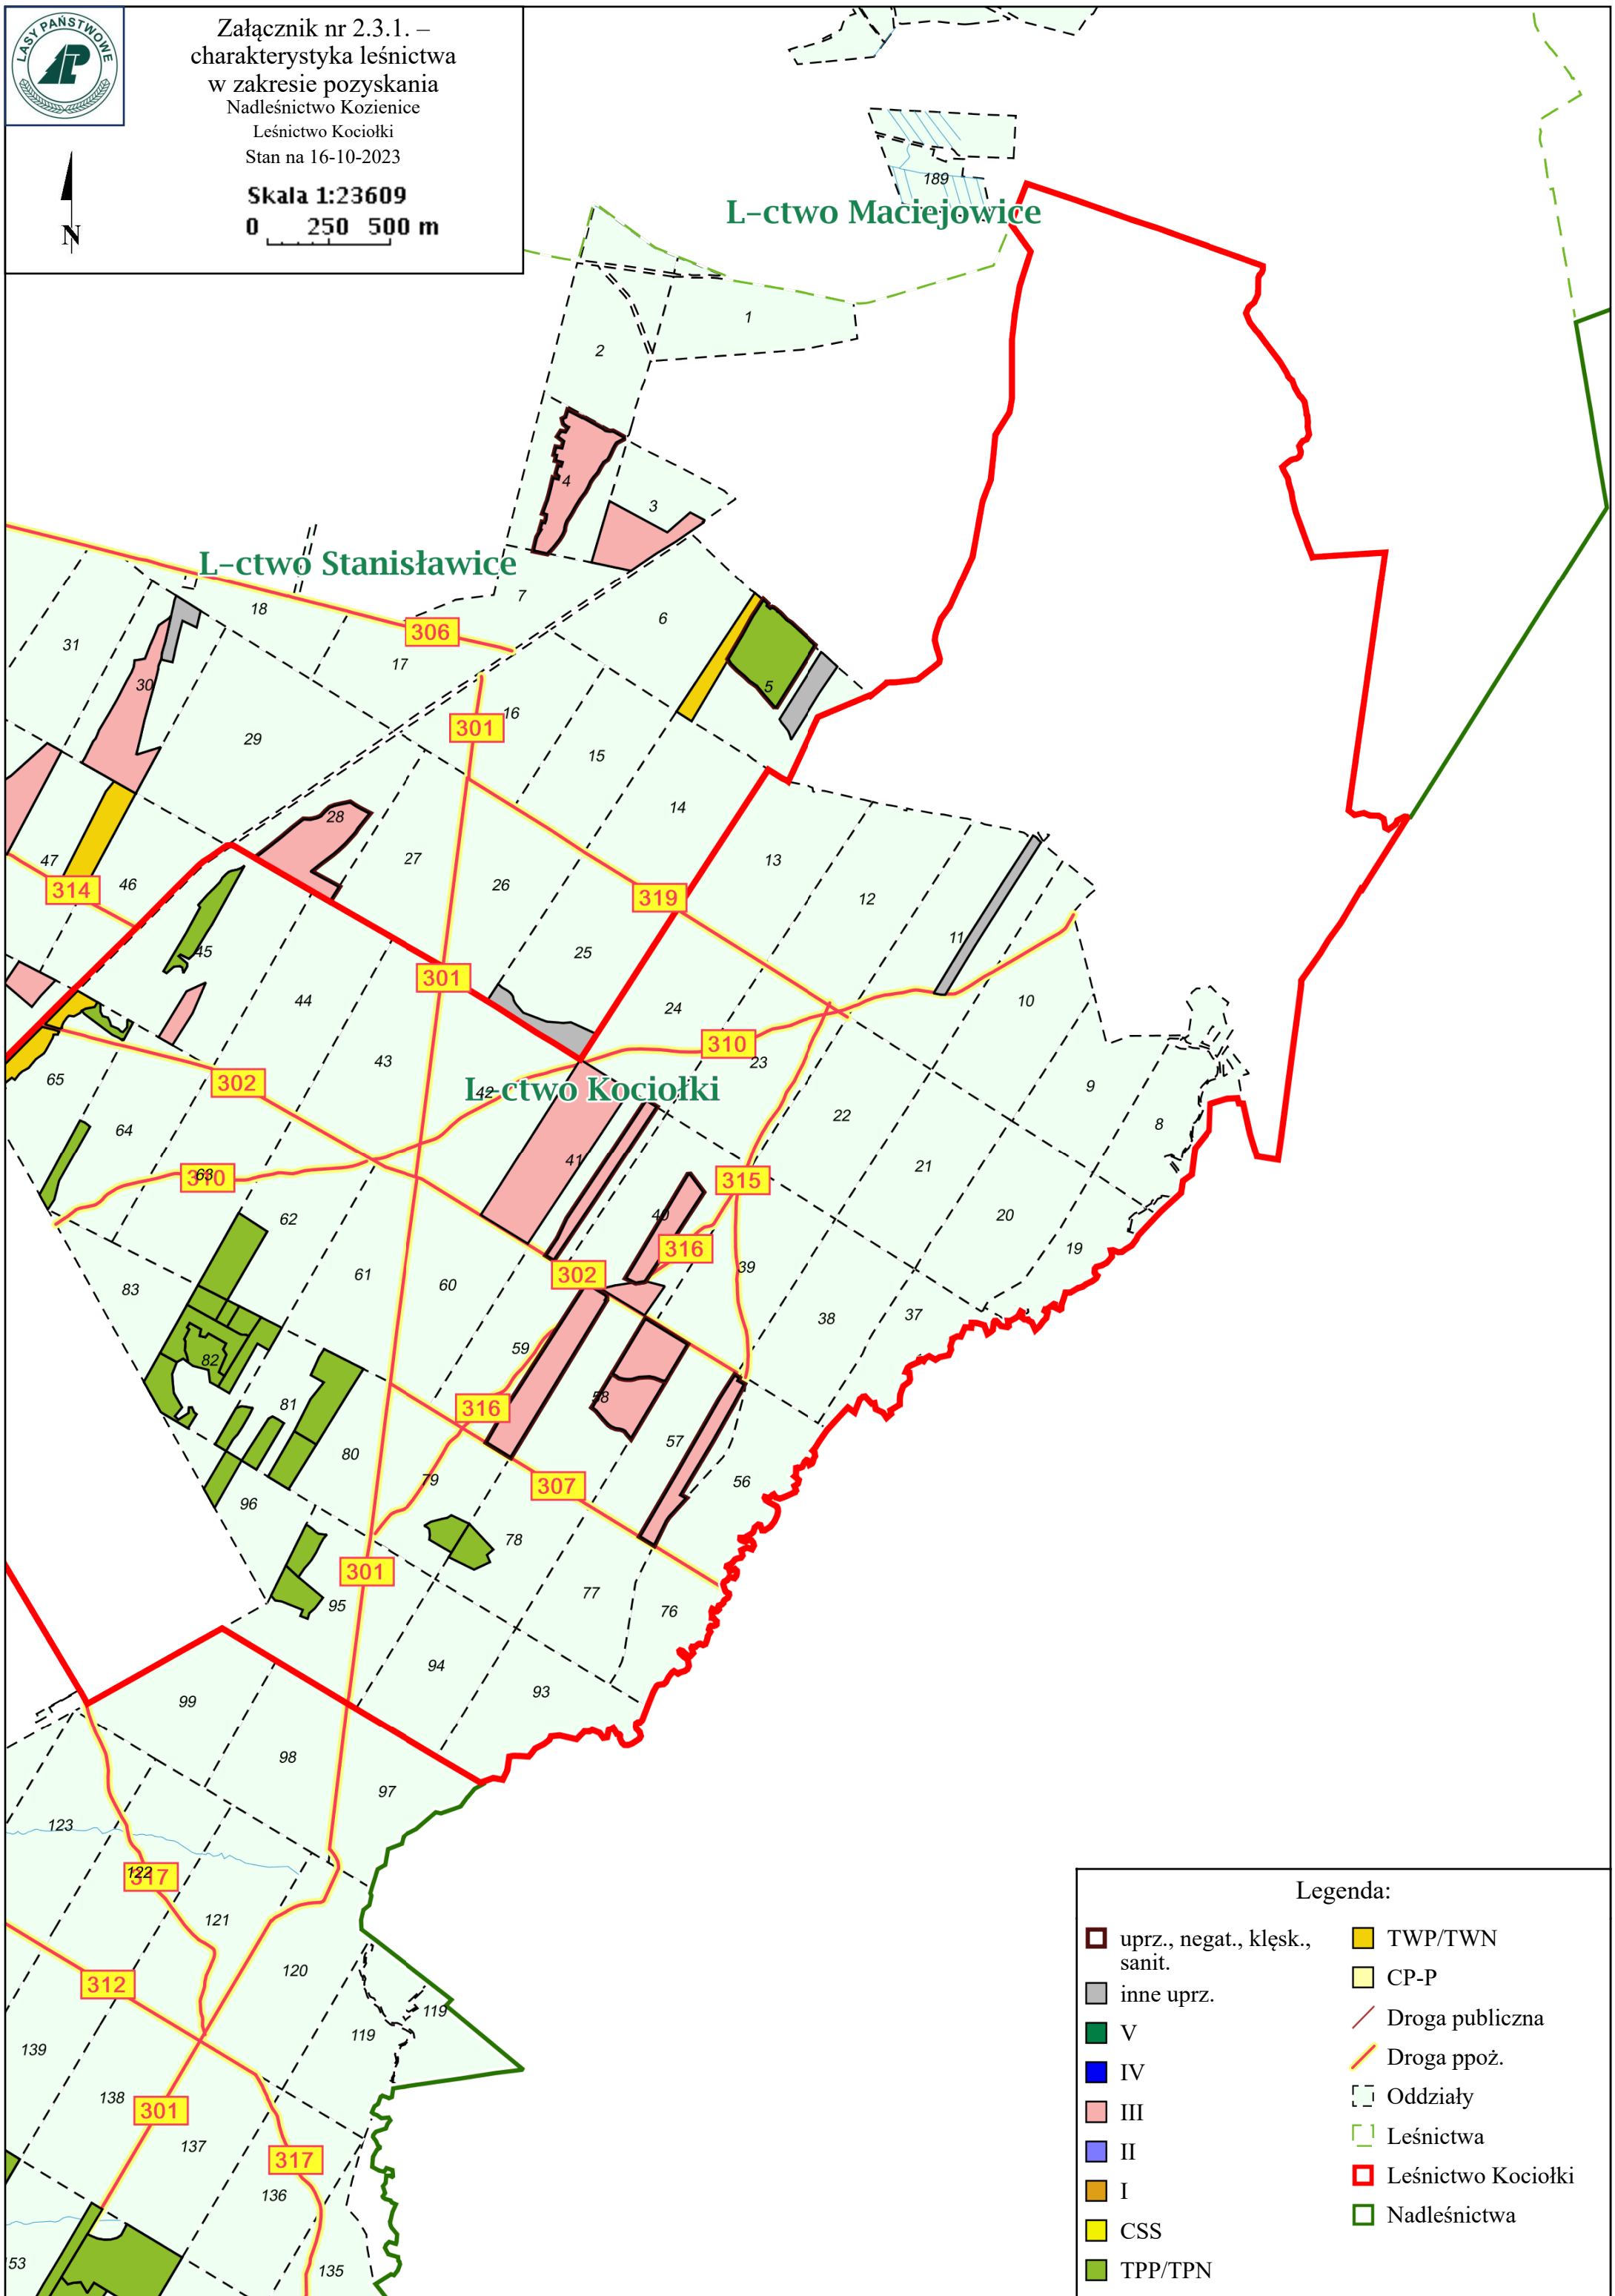 LASY PAŃSTWOWE
LP
Załącznik nr 2.3.1. –
charakterystyka leśnictwa
w zakresie pozyskania
Nadleśnictwo Kozienice
Leśnictwo Kociołki
Stan na 16-10-2023
Skala 1:23609
0 250 500 m
N
189
L-ctwo Maciejowice
1
2
4
3
L-ctwo Stanisławice
7
18
6
306
31
17
30
5
16
301
29
15
14
28
27
13
47
46
26
314
319
12
11
45
25
301
44
10
24
310
43
23
65
302
L-ctwo Kociołki
42
9
22
64
8
41
21
310
63
315
62
40
20
316
19
39
61
302
60
83
38
37
59
82
58
81
316
57
80
79
56
307
96
78
301
77
95
76
94
93
99
98
97
123
122
317
121
120
312
119
119
139
138
301
137
317
136
153
135
Legenda:
uprz., negat., klęsk.,
sanit.
inne uprz.
V
IV
III
II
I
CSS
TPP/TPN
TWP/TWN
CP-P
Droga publiczna
Droga ppoż.
Oddziały
Leśnictwa
Leśnictwo Kociołki
Nadleśnictwa